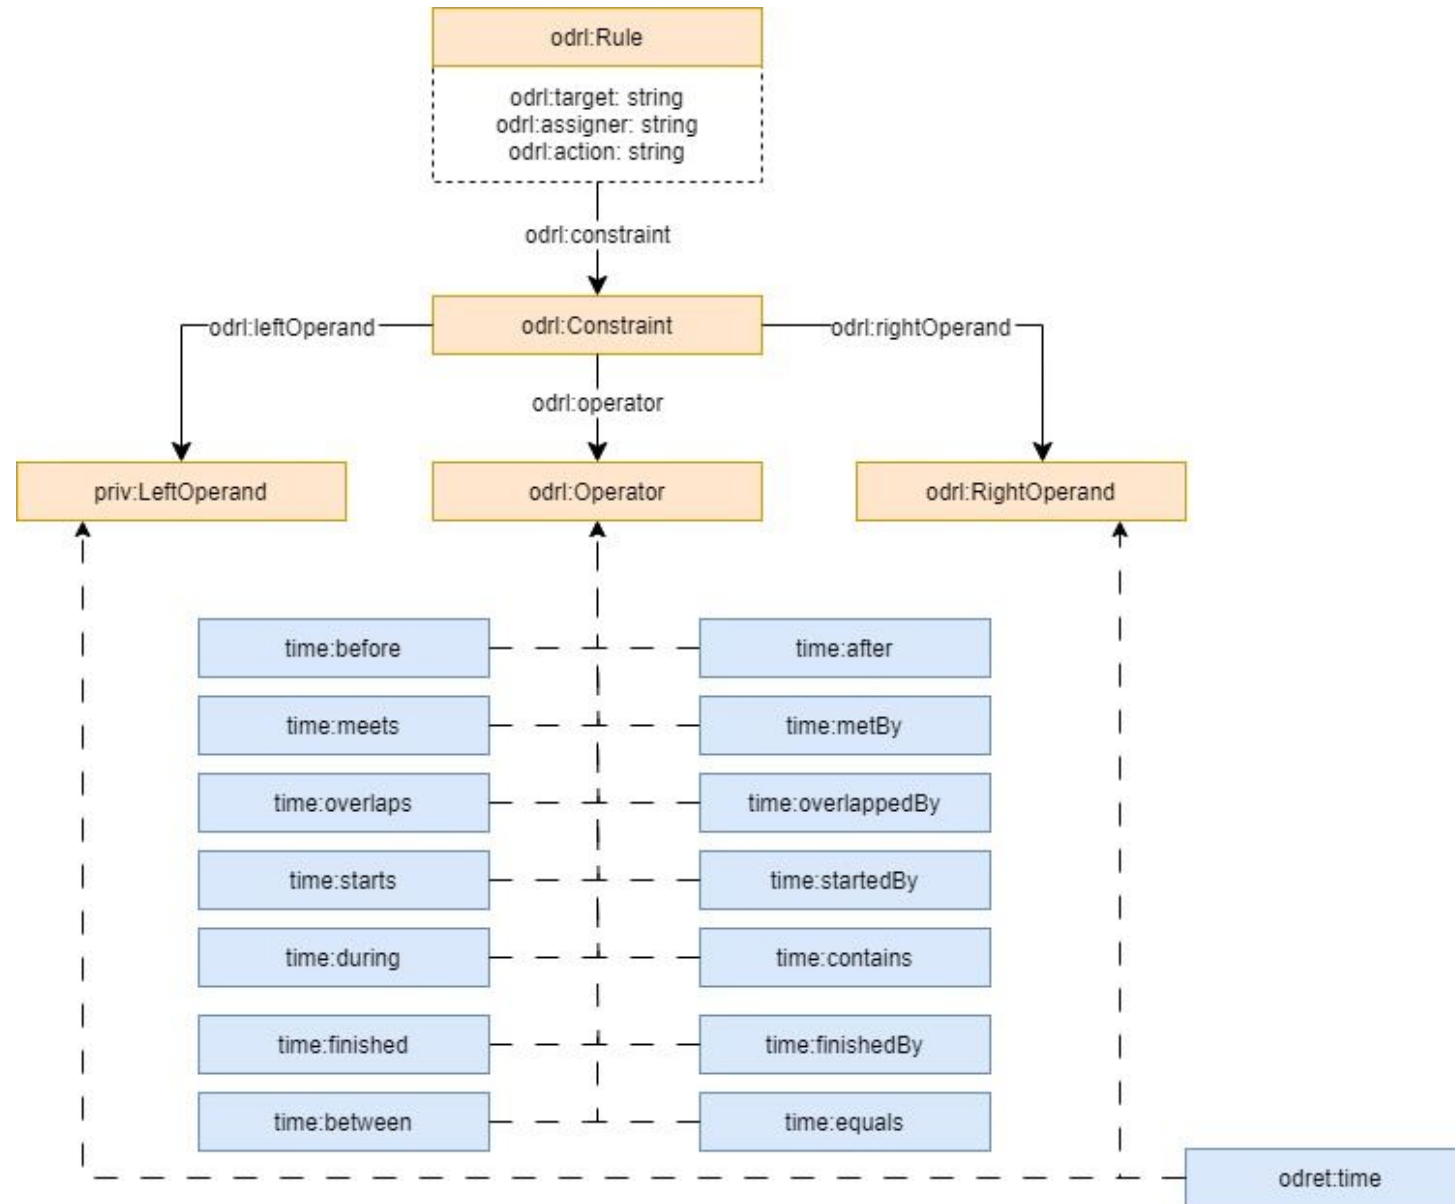 odrl:Rule
odrl:target: string
odrl:assigner: string
odrl:action: string
odrl:constraint
odrl:leftOperand
odrl:Constraint
odrl:rightOperand
odrl:operator
priv:LeftOperand
odrl:Operator
odrl:RightOperand
time:before
time:after
time:meets
time:metBy
time:overlaps
time:overlappedBy
time:starts
time:startedBy
time:during
time:contains
time:finished
time:finishedBy
time:between
time:equals
odret:time